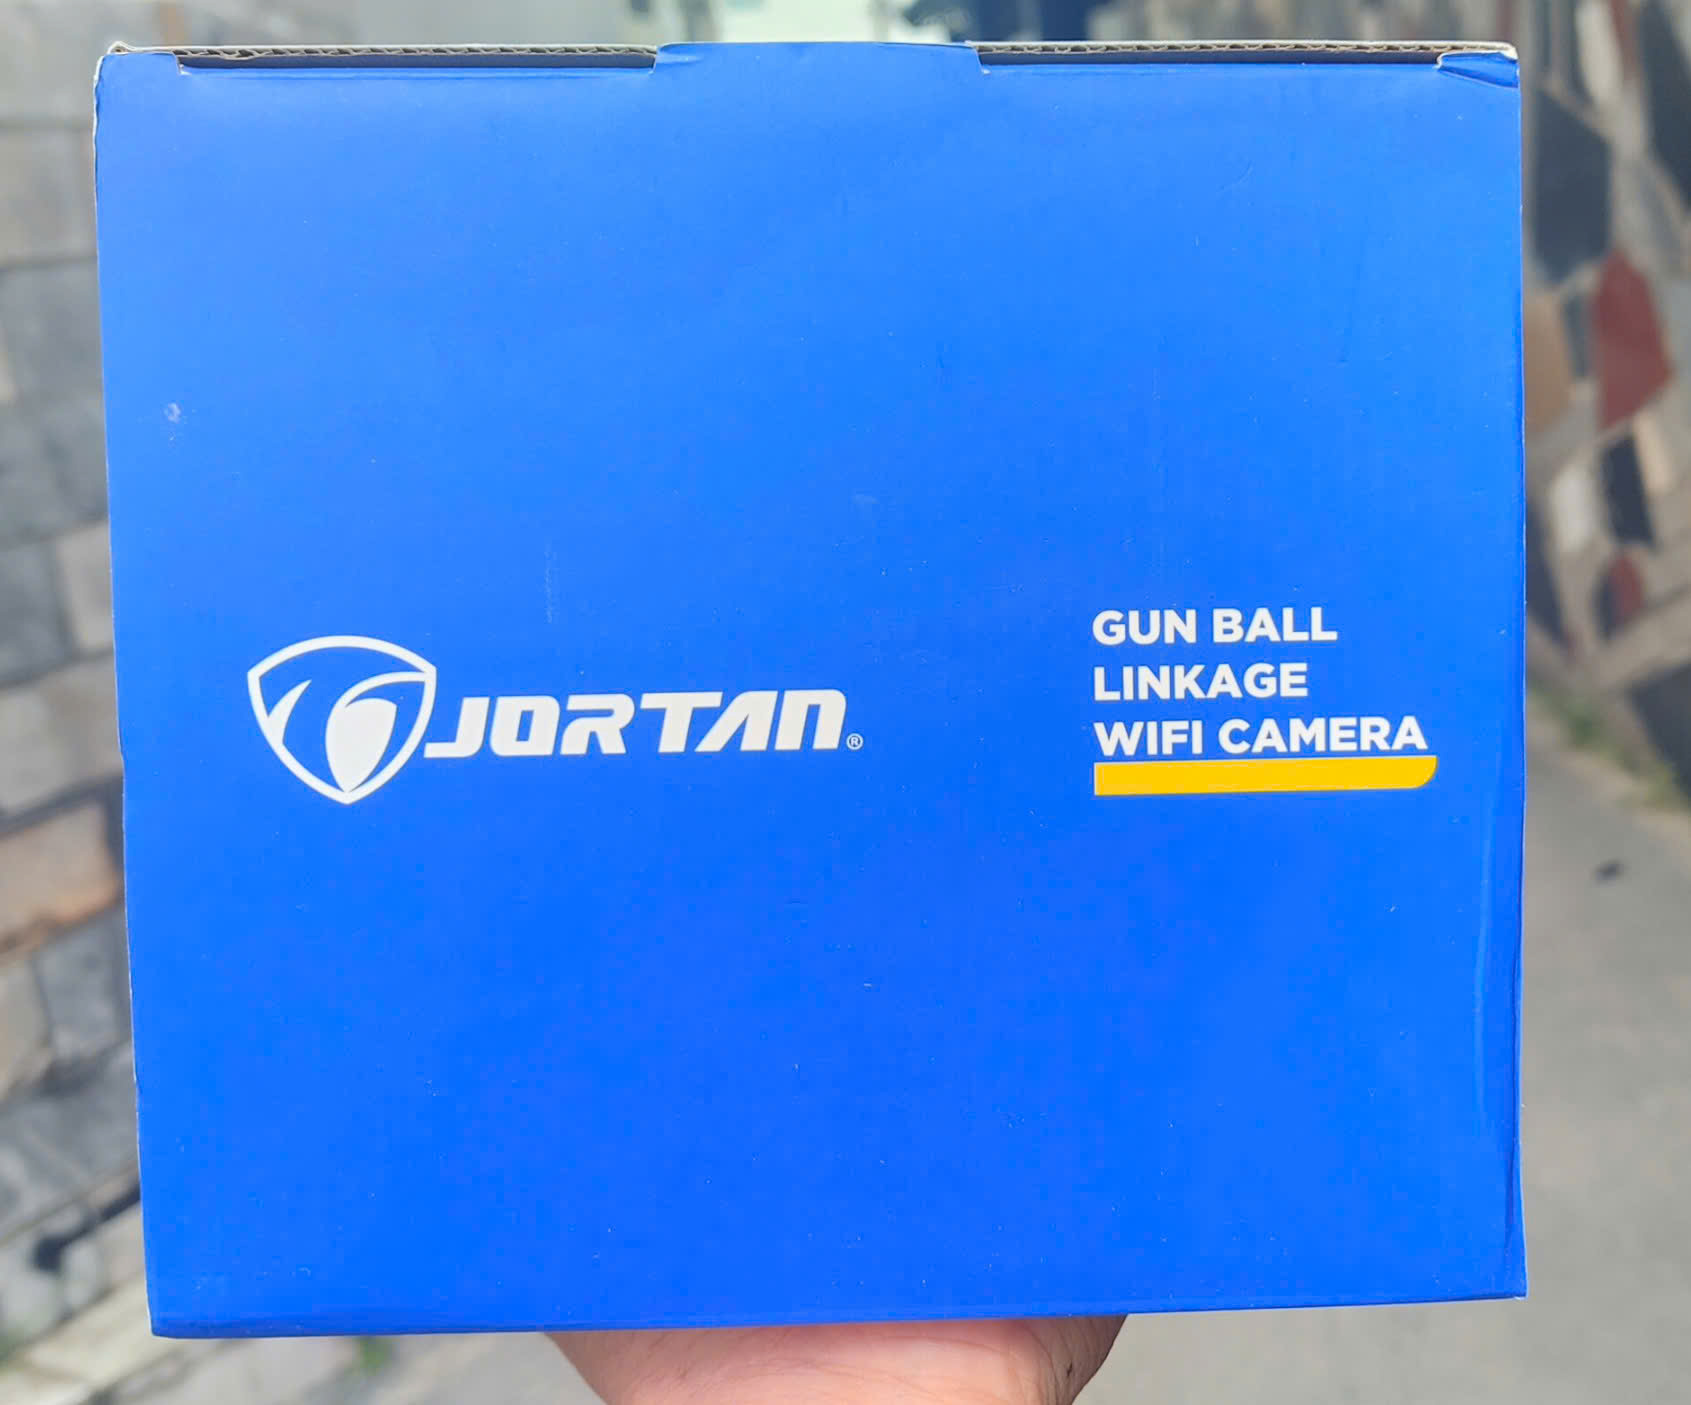 JORTAN®
GUN BALL
LINKAGE
WIFI CAMERA